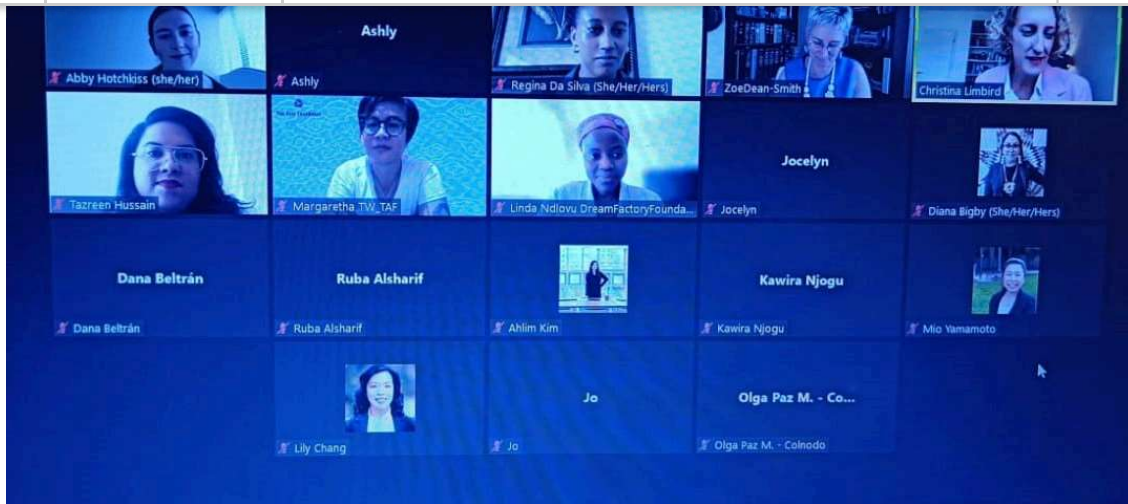 Abby Hotchkiss (she/her)
Ashly
Ashly
Regina Da Silva (She/Her/Hers)
ZoeDean-Smith
Christina Limbird
Tazreen Hussain
Margaretha TW_TAF
Linda Ndlovu DreamFactoryFounda...
Jocelyn
Jocelyn
Diana Bigby (She/Her/Hers)
Dana Beltrán
Dana Beltrán
Ruba Alsharif
Ruba Alsharif
Ahlim Kim
Kawira Njogu
Kawira Njogu
Mio Yamamoto
Lily Chang
Jo
Jo
Olga Paz M. - Co...
Olga Paz M. - Colnodo